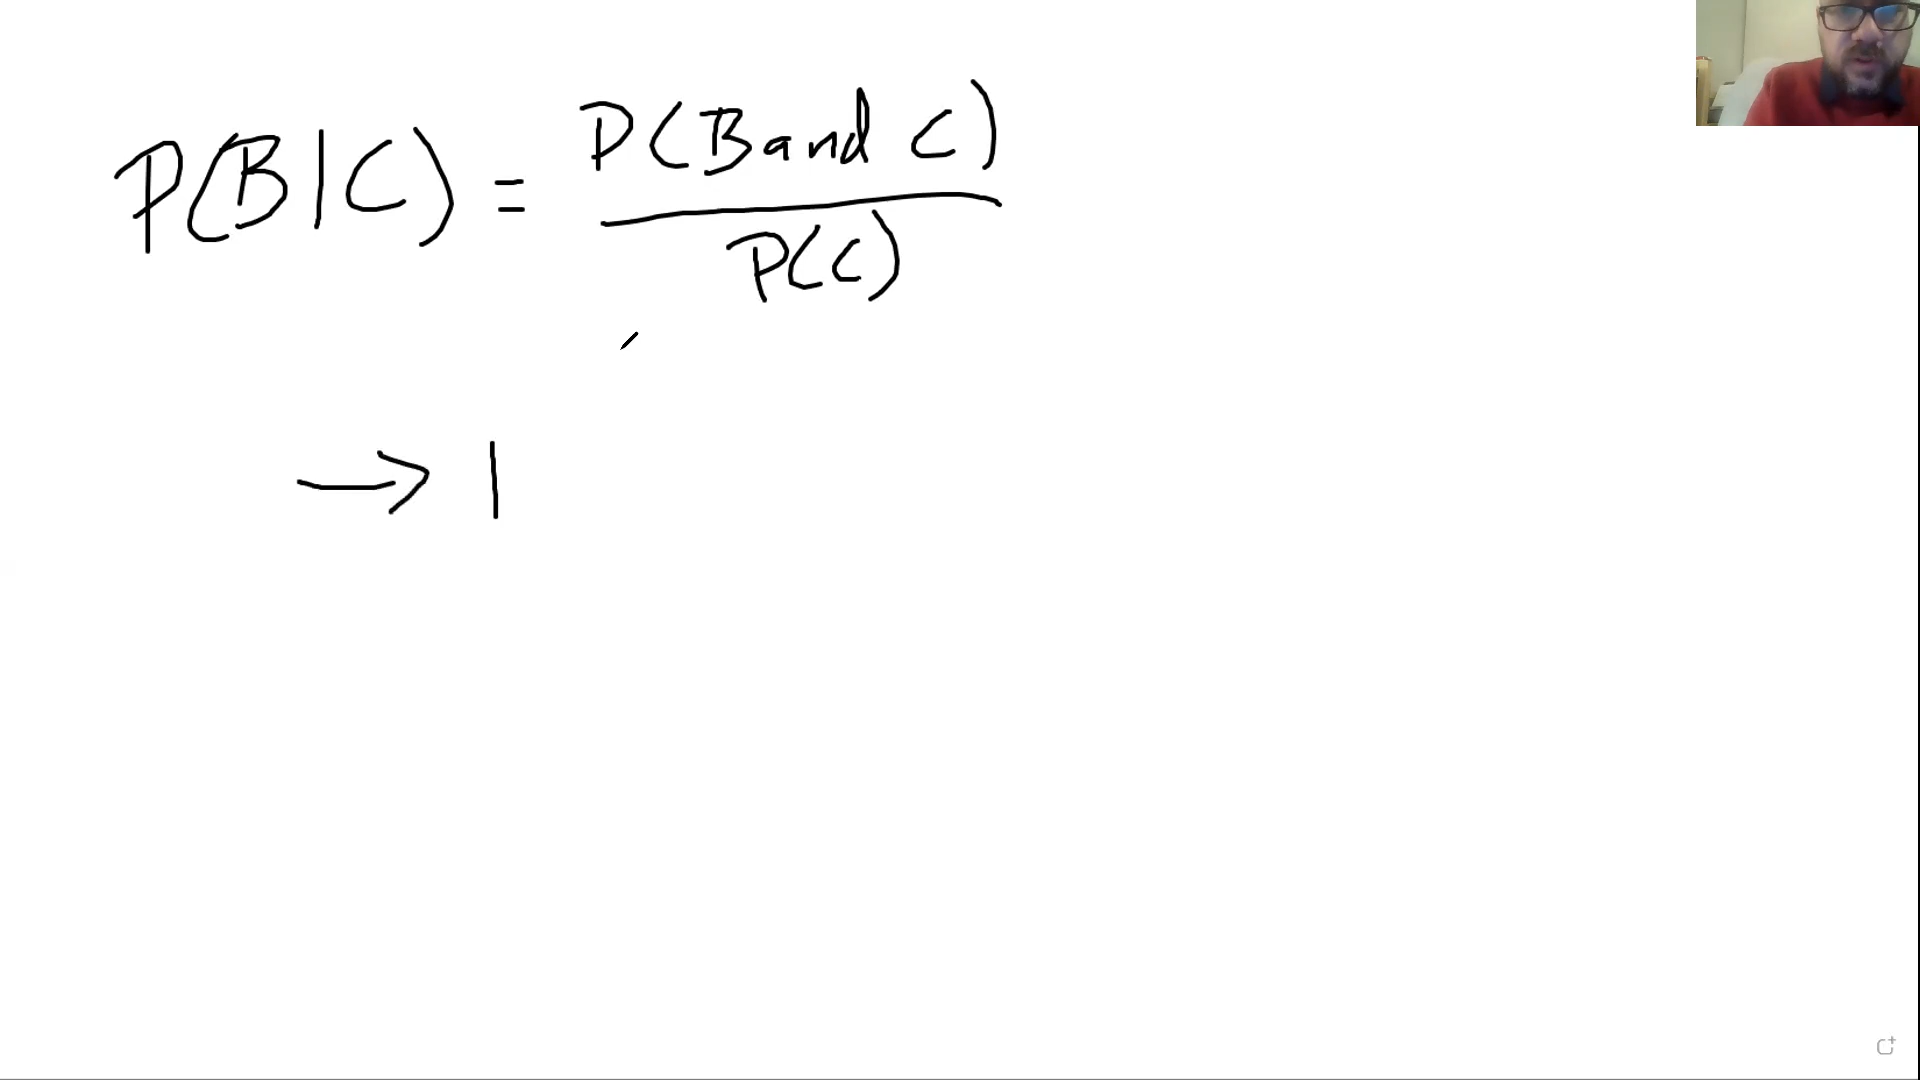 P(B|C) = P(B and C)
P(C)
→ |